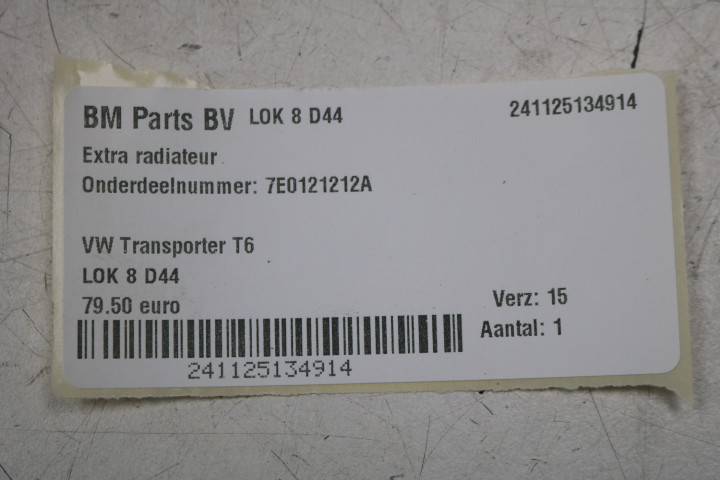 BM Parts BV LOK 8 D44 241125134914
Extra radiateur
Onderdeelnummer: 7E0121212A
VW Transporter T6
LOK 8 D44
79.50 euro Verz: 15
Aantal: 1
241125134914